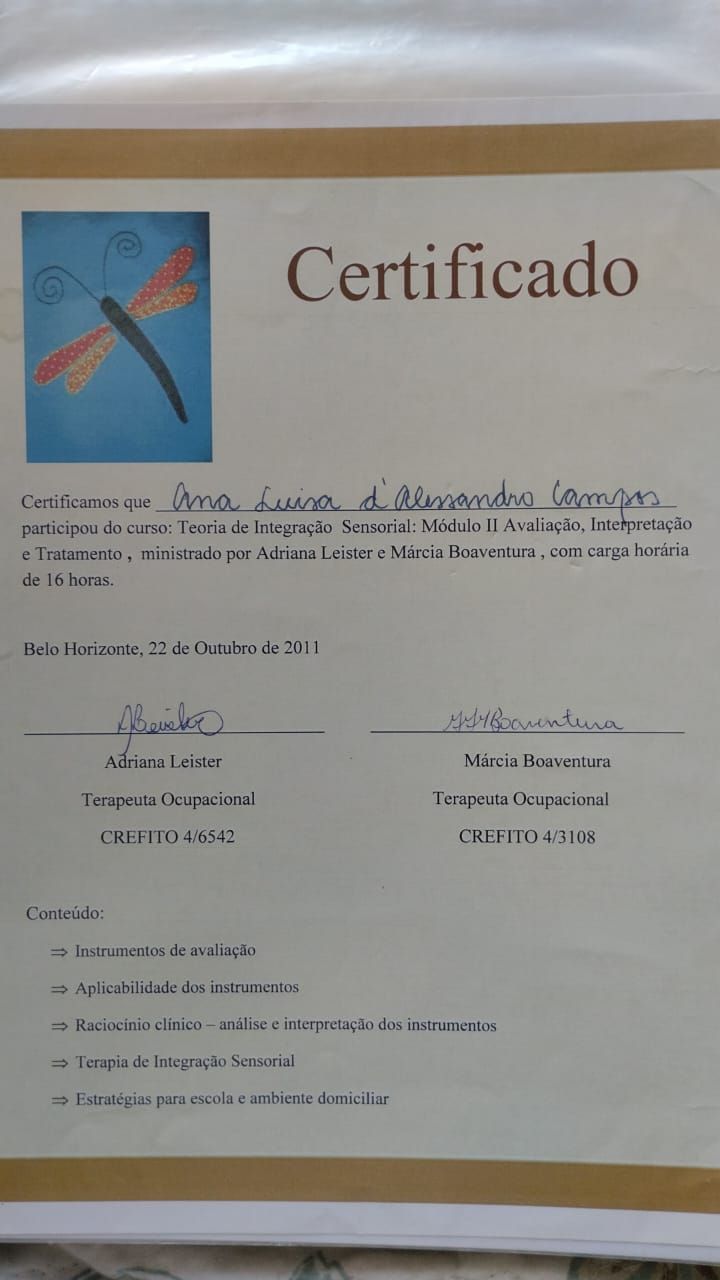 Certificado
Certificamos que Ana Luisa d'Alessandro Campos
participou do curso: Teoria de Integração Sensorial: Módulo II Avaliação, Interpretação
e Tratamento , ministrado por Adriana Leister e Márcia Boaventura , com carga horária
de 16 horas.
Belo Horizonte, 22 de Outubro de 2011
Boaventura
Adriana Leister
Márcia Boaventura
Terapeuta Ocupacional
Terapeuta Ocupacional
CREFITO 4/6542
CREFITO 4/3108
Conteúdo:
⇒ Instrumentos de avaliação
⇒ Aplicabilidade dos instrumentos
⇒ Raciocínio clínico – análise e interpretação dos instrumentos
⇒ Terapia de Integração Sensorial
⇒ Estratégias para escola e ambiente domiciliar